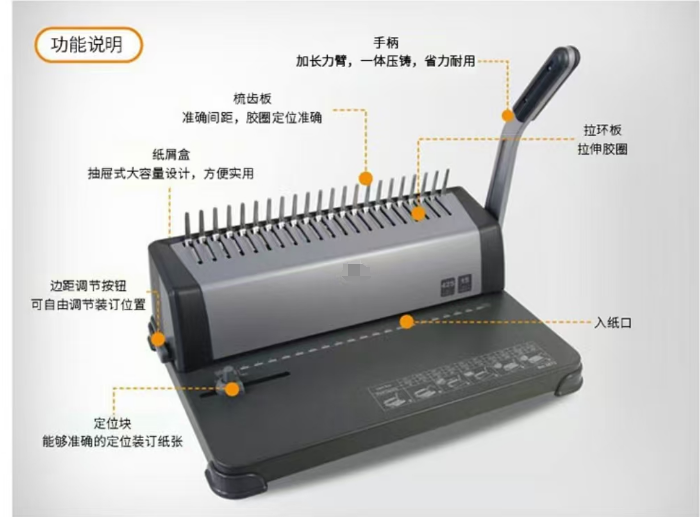 功能说明
手柄
加长力臂，一体压铸，省力耐用
梳齿板
准确间距，胶圈定位准确
拉环板
拉伸胶圈
纸屑盒
抽屉式大容量设计，方便实用
边距调节按钮
可自由调节装订位置
入纸口
定位块
能够准确的定位装订纸张